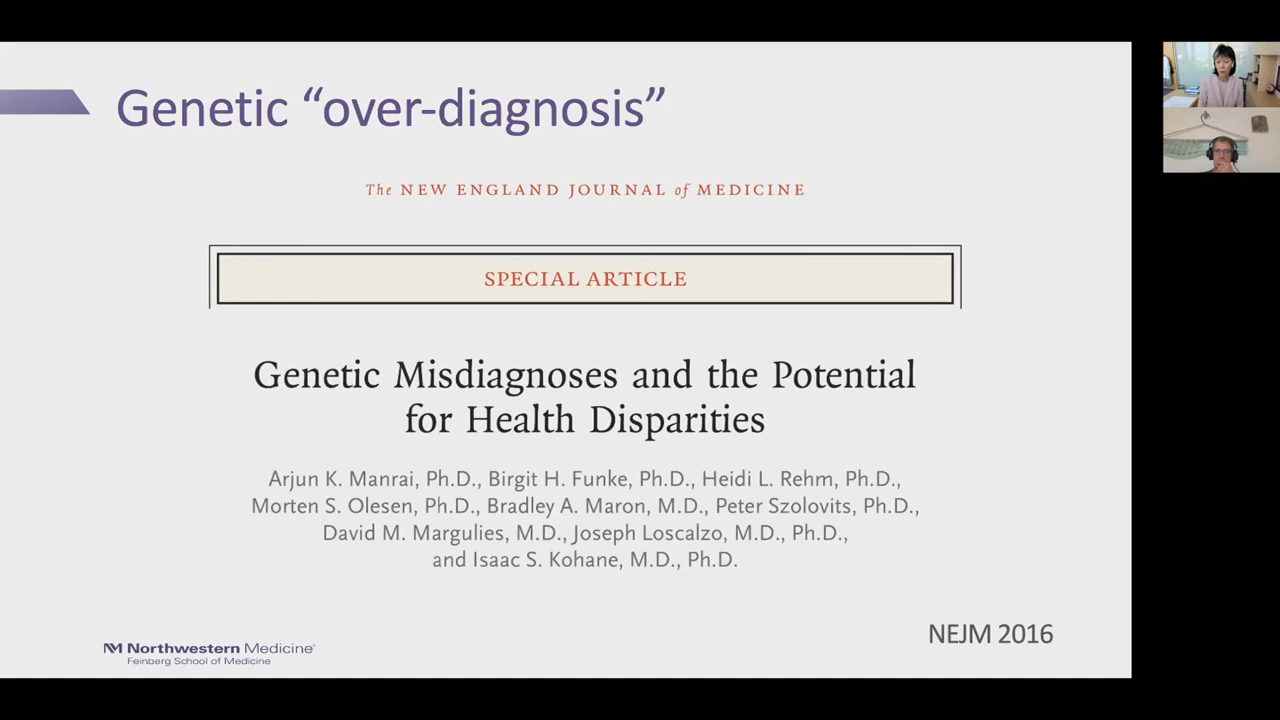 Genetic “over-diagnosis”
The NEW ENGLAND JOURNAL of MEDICINE
SPECIAL ARTICLE
Genetic Misdiagnoses and the Potential
for Health Disparities
Arjun K. Manrai, Ph.D., Birgit H. Funke, Ph.D., Heidi L. Rehm, Ph.D.,
Morten S. Olesen, Ph.D., Bradley A. Maron, M.D., Peter Szolovits, Ph.D.,
David M. Margulies, M.D., Joseph Loscalzo, M.D., Ph.D.,
and Isaac S. Kohane, M.D., Ph.D.
NEJM 2016
Northwestern Medicine®
Feinberg School of Medicine